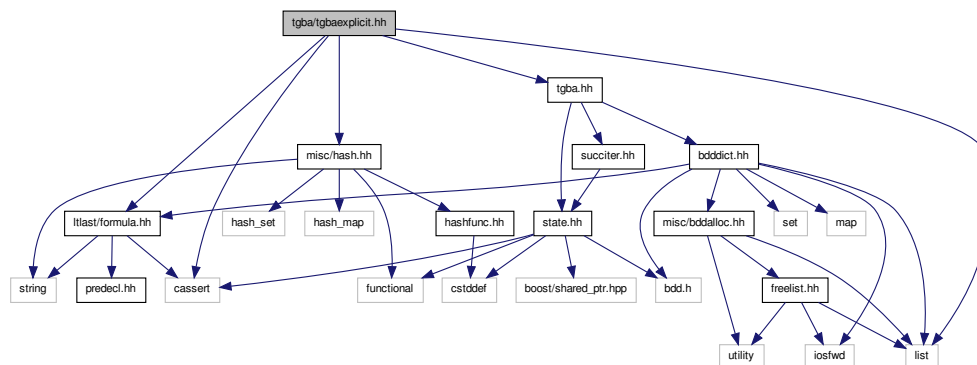 tgba/tgbaexplicit.hh
tgba.hh
misc/hash.hh
succiter.hh
bdddict.hh
ltlast/formula.hh
hash_set
hash_map
hashfunc.hh
state.hh
misc/bddalloc.hh
set
map
string
predecl.hh
cassert
functional
cstddef
boost/shared_ptr.hpp
bdd.h
freelist.hh
utility
iosfwd
list